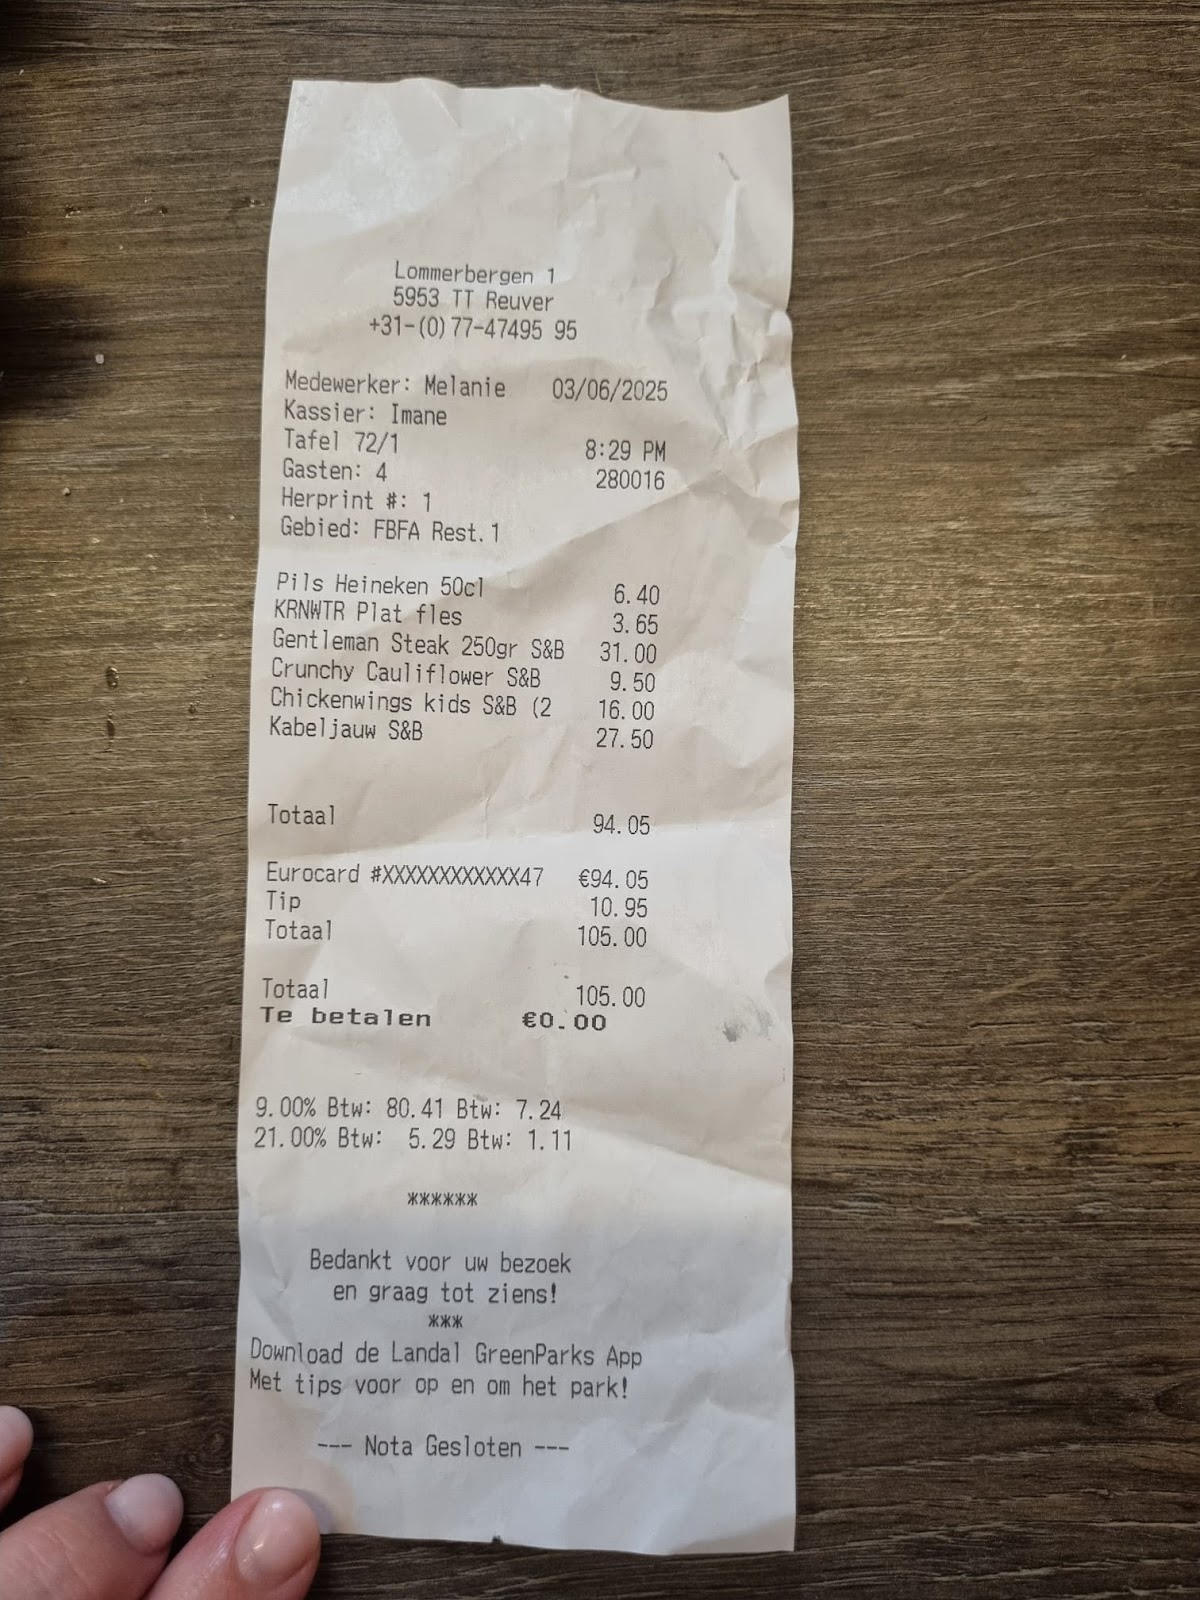 Lommerbergen 1
5953 TT Reuver
+31-(0)77-47495 95
Medewerker: Melanie 03/06/2025
Kassier: Imane
Tafel 72/1 8:29 PM
Gasten: 4 280016
Herprint #: 1
Gebied: FBFA Rest.1
Pils Heineken 50cl 6.40
KRNWTR Plat fles 3.65
Gentleman Steak 250gr S&B 31.00
Crunchy Cauliflower S&B 9.50
Chickenwings kids S&B (2 16.00
Kabeljauw S&B 27.50
Totaal 94.05
Eurocard #XXXXXXXXXXXX47 €94.05
Tip 10.95
Totaal 105.00
Totaal 105.00
Te betalen €0.00
9.00% Btw: 80.41 Btw: 7.24
21.00% Btw: 5.29 Btw: 1.11
******
Bedankt voor uw bezoek
en graag tot ziens!
***
Download de Landal GreenParks App
Met tips voor op en om het park!
--- Nota Gesloten ---